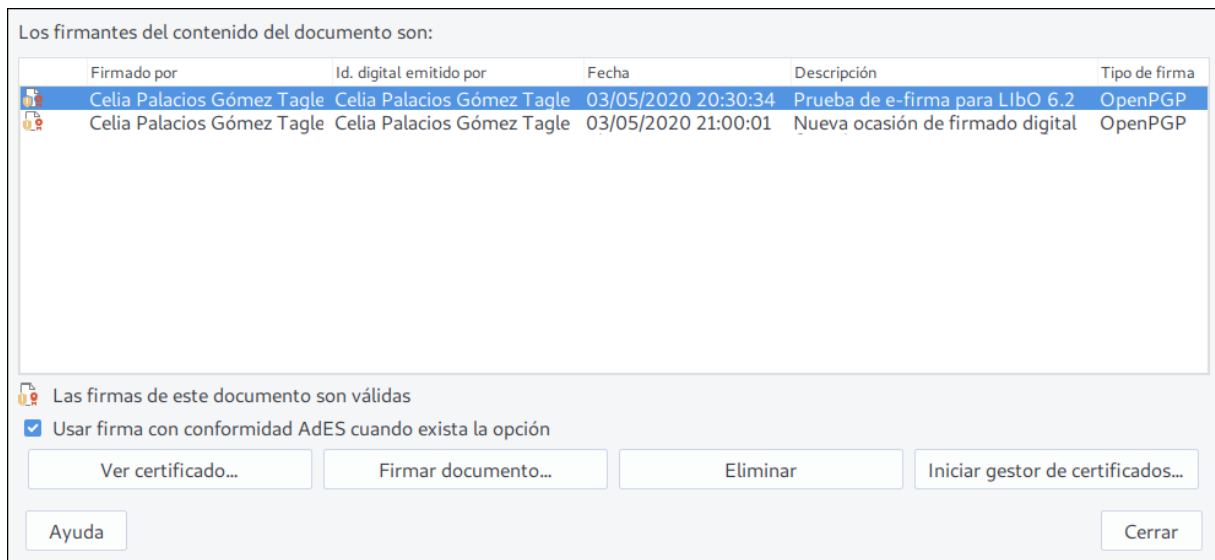 Los firmantes del contenido del documento son:
Firmado por Id. digital emitido por Fecha Descripción Tipo de firma
Celia Palacios Gómez Tagle Celia Palacios Gómez Tagle 03/05/2020 20:30:34 Prueba de e-firma para LIbO 6.2 OpenPGP
Celia Palacios Gómez Tagle Celia Palacios Gómez Tagle 03/05/2020 21:00:01 Nueva ocasión de firmado digital OpenPGP
Las firmas de este documento son válidas
Usar firma con conformidad AdES cuando exista la opción
Ver certificado... Firmar documento... Eliminar Iniciar gestor de certificados...
Ayuda Cerrar